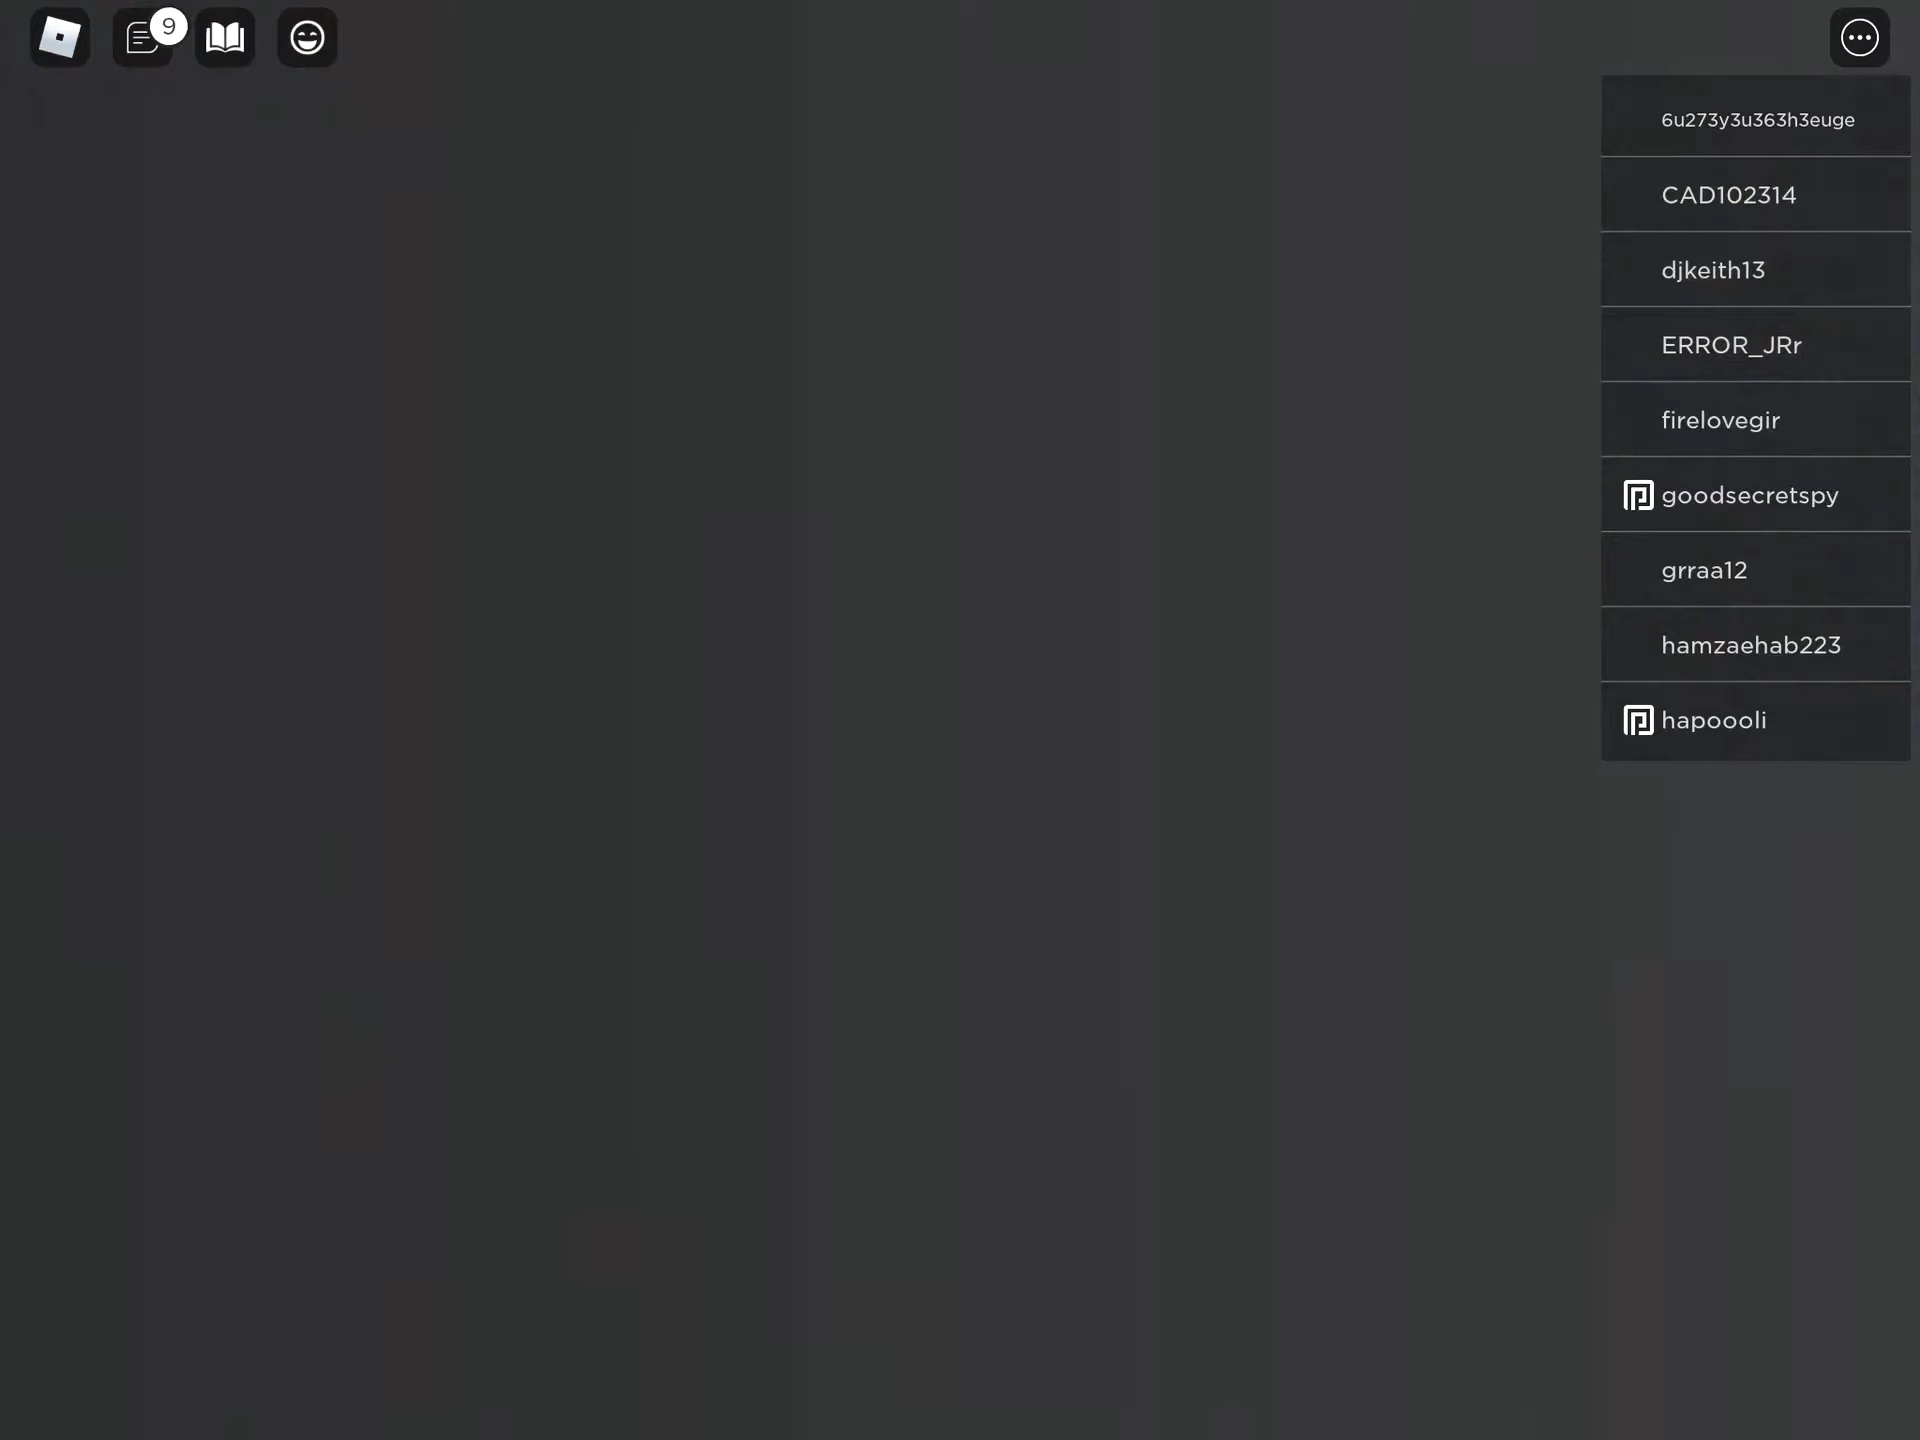 9
6u273y3u363h3euge
CAD102314
djkeith13
ERROR_JRr
firelovegir
goodsecretspy
grraa12
hamzaehab223
hapoooli